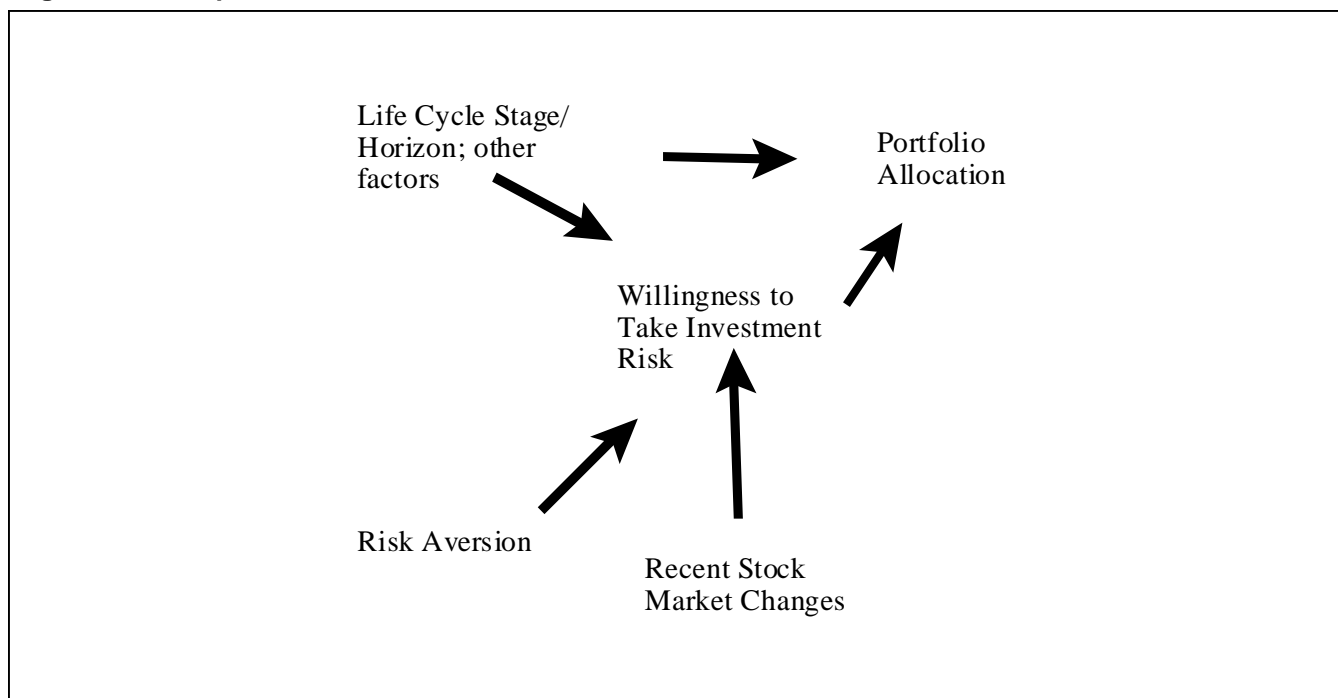 Life Cycle Stage/
Horizon; other
factors
Portfolio
Allocation
Willingness to
Take Investment
Risk
Risk Aversion
Recent Stock
Market Changes